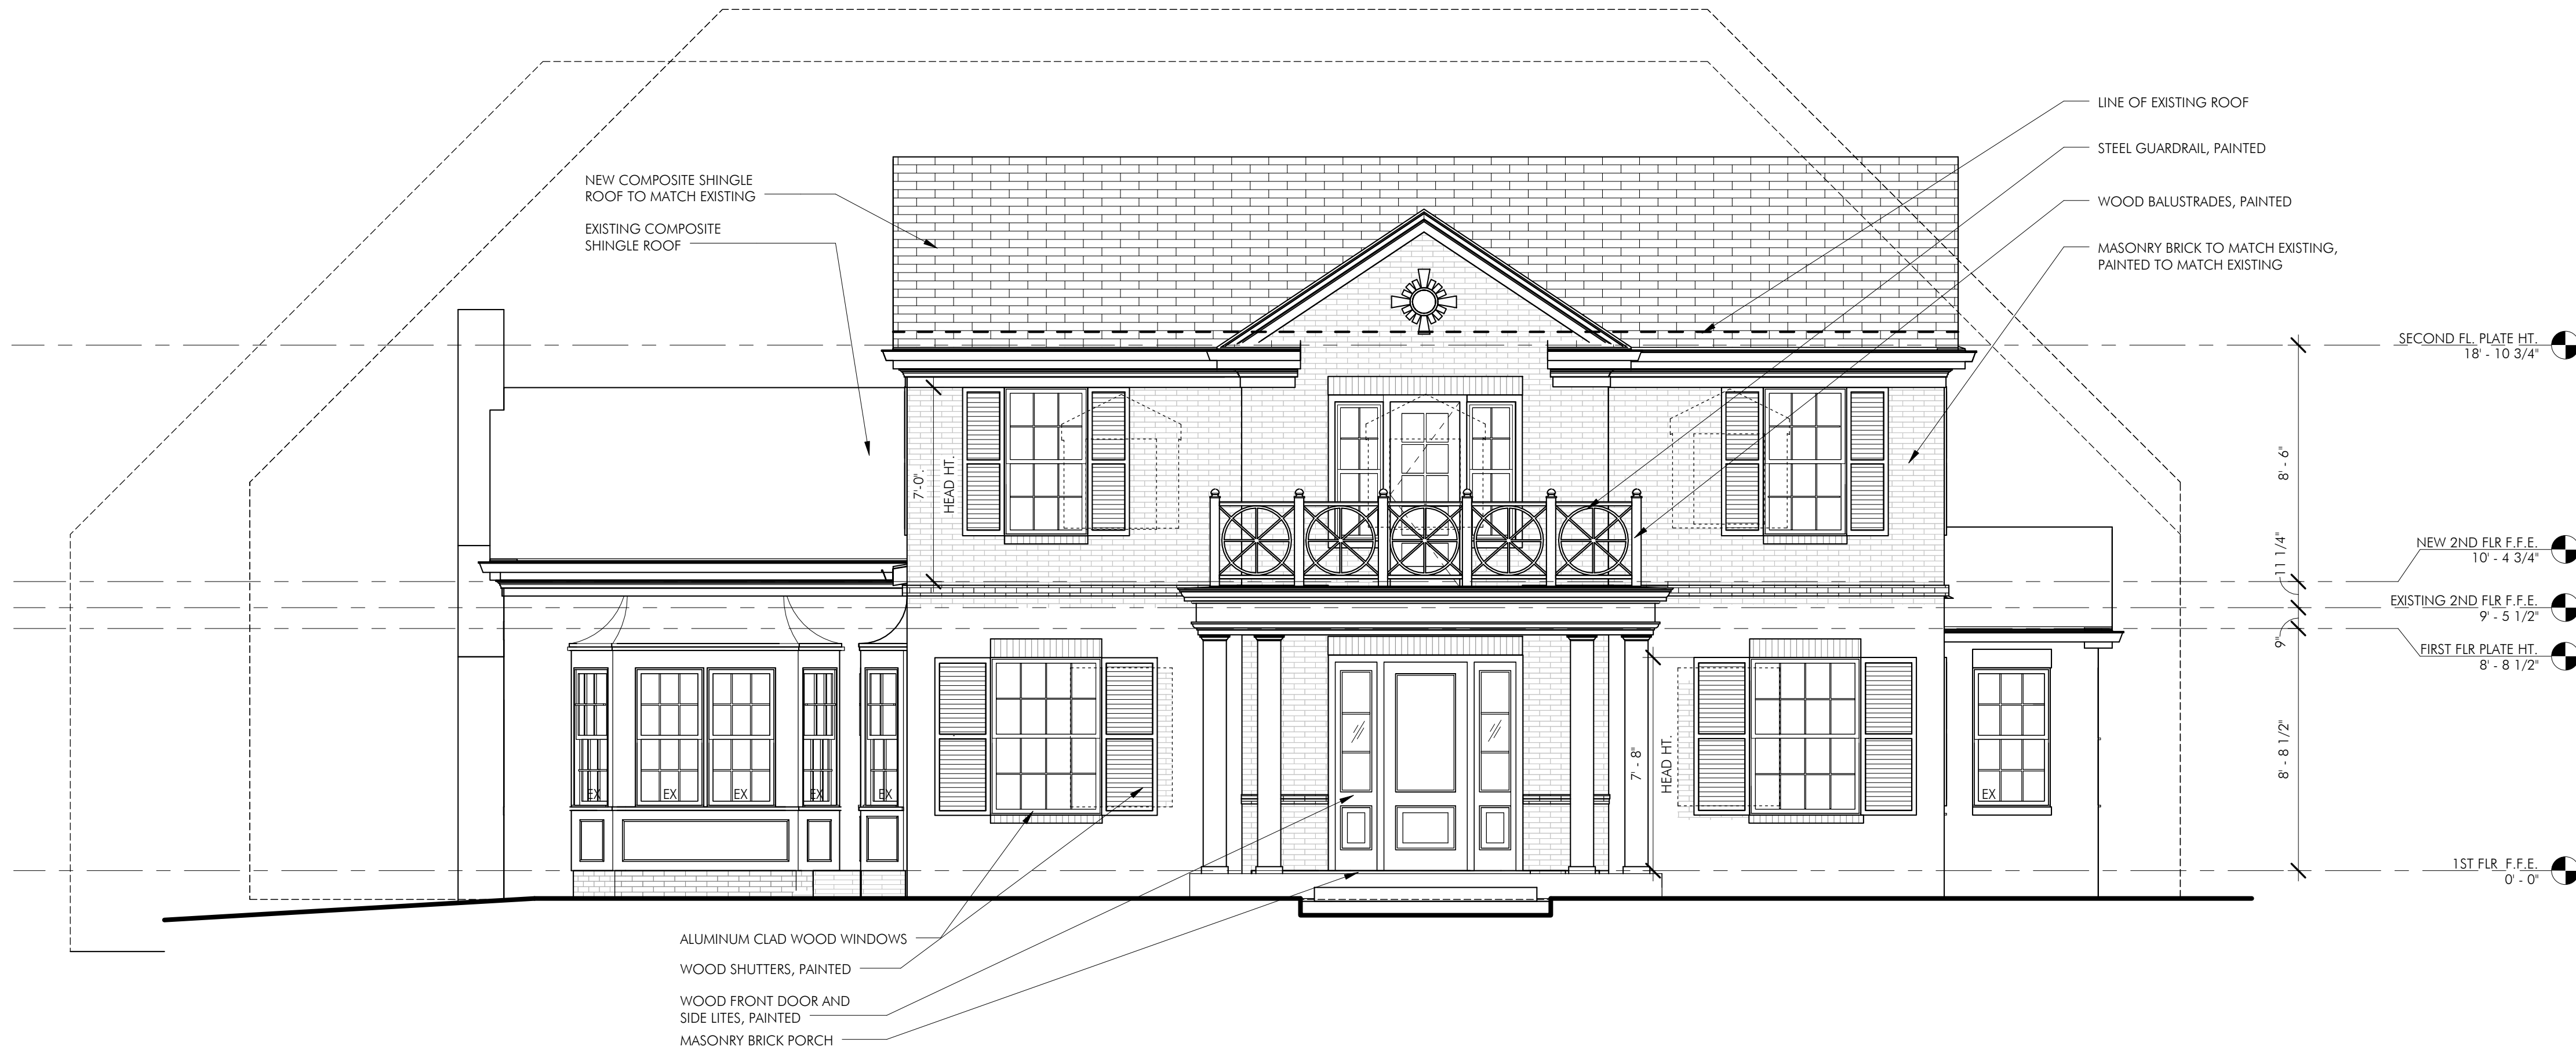 LINE OF EXISTING ROOF
STEEL GUARDRAIL, PAINTED
NEW COMPOSITE SHINGLE
ROOF TO MATCH EXISTING
WOOD BALUSTRADES, PAINTED
EXISTING COMPOSITE
SHINGLE ROOF
MASONRY BRICK TO MATCH EXISTING,
PAINTED TO MATCH EXISTING
SECOND FL. PLATE HT.
18' - 10 3/4"
8' - 6"
7'-0".
HEAD HT.
NEW 2ND FLR F.F.E.
10' - 4 3/4"
11 1/4"
EXISTING 2ND FLR F.F.E.
9' - 5 1/2"
9"
FIRST FLR PLATE HT.
8' - 8 1/2"
8' - 8 1/2"
7' - 8"
HEAD HT.
EX
EX
EX
EX
EX
EX
1ST FLR F.F.E.
0' - 0"
ALUMINUM CLAD WOOD WINDOWS
WOOD SHUTTERS, PAINTED
WOOD FRONT DOOR AND
SIDE LITES, PAINTED
MASONRY BRICK PORCH